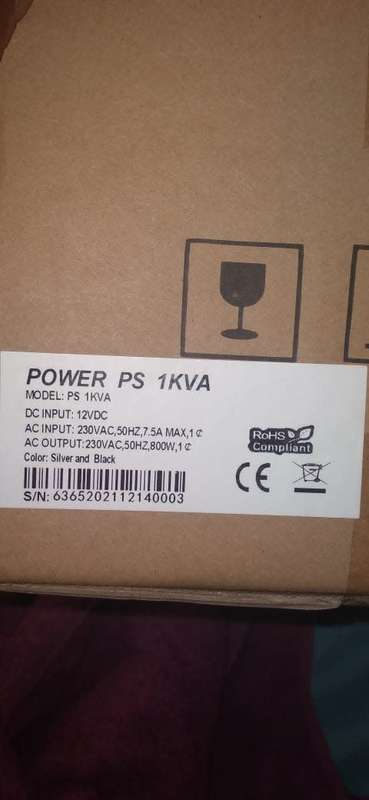 POWER PS 1KVA
MODEL: PS 1KVA
DC INPUT: 12VDC
AC INPUT: 230VAC,50HZ,7.5A MAX,1 ¢
AC OUTPUT:230VAC,50HZ,800W,1 ¢
Color: Silver and Black
S/N: 6365202112140003
RoHS
Compliant
CE